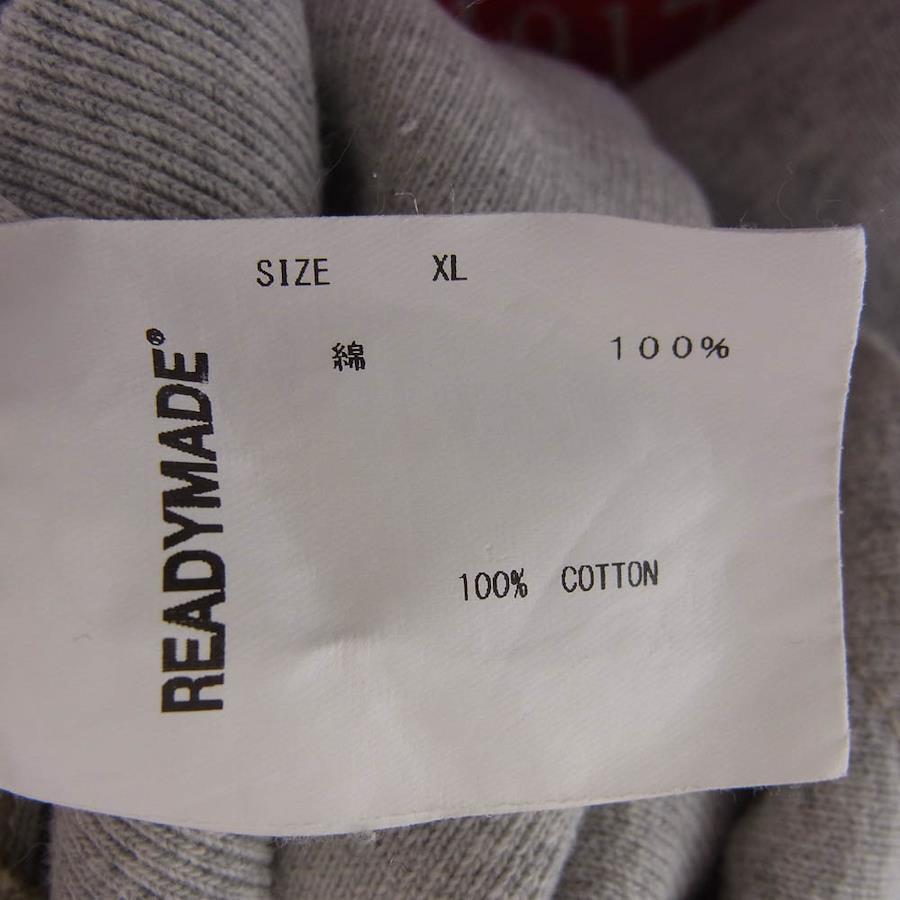 SIZE XL
綿 100%
READYMADE®
100% COTTON